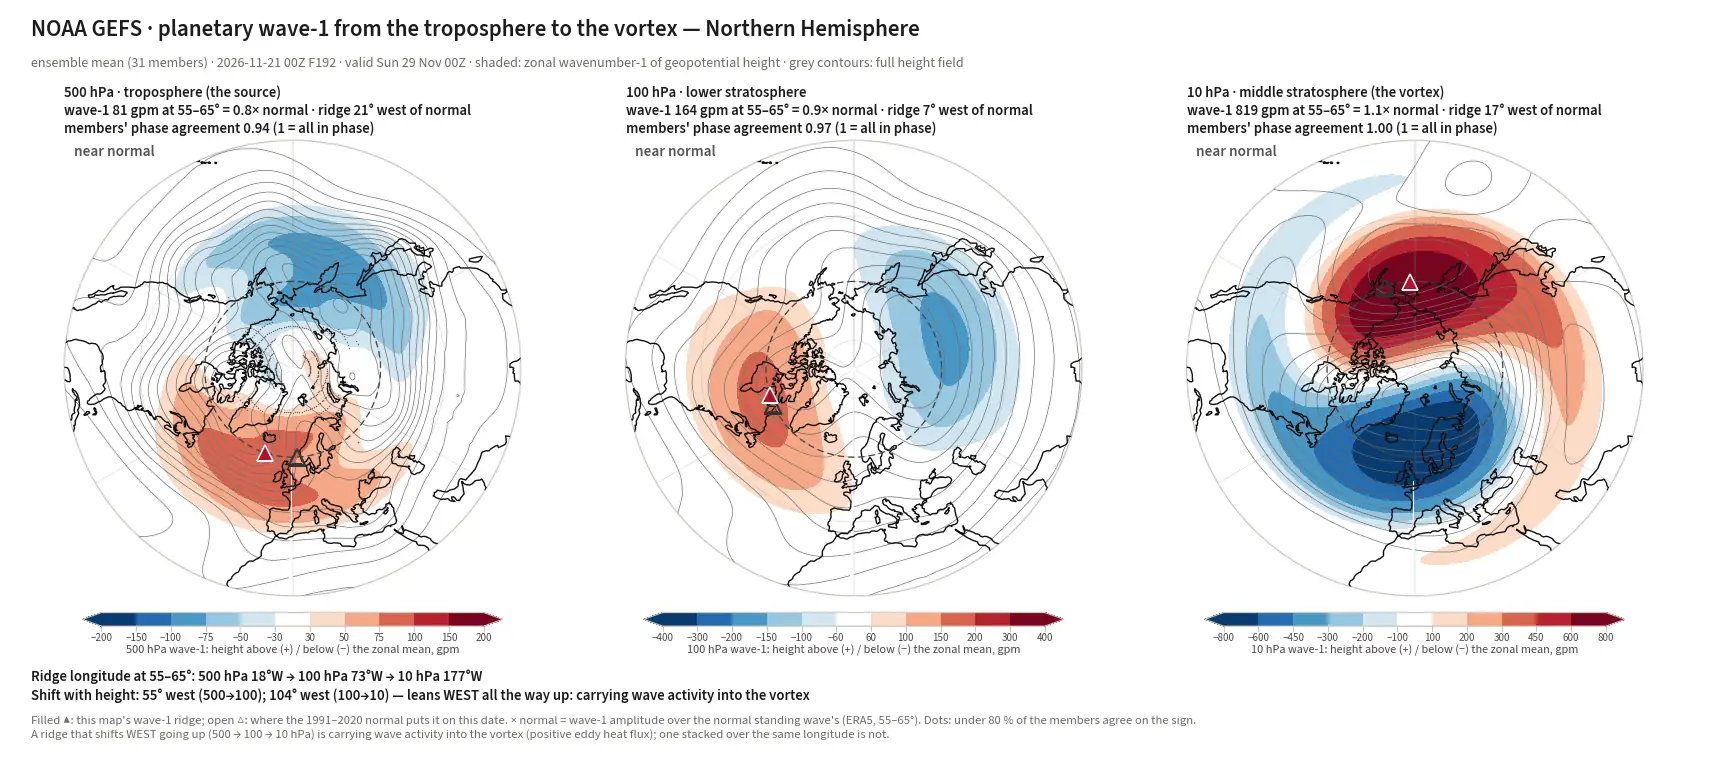 NOAA GEFS · planetary wave-1 from the troposphere to the vortex — Northern Hemisphere
ensemble mean (31 members) · 2026-11-21 00Z F192 · valid Sun 29 Nov 00Z · shaded: zonal wavenumber-1 of geopotential height · grey contours: full height field
500 hPa · troposphere (the source)
wave-1 81 gpm at 55–65° = 0.8× normal · ridge 21° west of normal
members' phase agreement 0.94 (1 = all in phase)
near normal
100 hPa · lower stratosphere
wave-1 164 gpm at 55–65° = 0.9× normal · ridge 7° west of normal
members' phase agreement 0.97 (1 = all in phase)
near normal
10 hPa · middle stratosphere (the vortex)
wave-1 819 gpm at 55–65° = 1.1× normal · ridge 17° west of normal
members' phase agreement 1.00 (1 = all in phase)
near normal
−200 −150 −100 −75 −50 −30 30 50 75 100 150 200
500 hPa wave-1: height above (+) / below (−) the zonal mean, gpm
−400 −300 −200 −150 −100 −60 60 100 150 200 300 400
100 hPa wave-1: height above (+) / below (−) the zonal mean, gpm
−800 −600 −450 −300 −200 −100 100 200 300 450 600 800
10 hPa wave-1: height above (+) / below (−) the zonal mean, gpm
Ridge longitude at 55–65°: 500 hPa 18°W → 100 hPa 73°W → 10 hPa 177°W
Shift with height: 55° west (500→100); 104° west (100→10) — leans WEST all the way up: carrying wave activity into the vortex
Filled ▲: this map's wave-1 ridge; open △: where the 1991–2020 normal puts it on this date. × normal = wave-1 amplitude over the normal standing wave's (ERA5, 55–65°). Dots: under 80 % of the members agree on the sign.
A ridge that shifts WEST going up (500 → 100 → 10 hPa) is carrying wave activity into the vortex (positive eddy heat flux); one stacked over the same longitude is not.